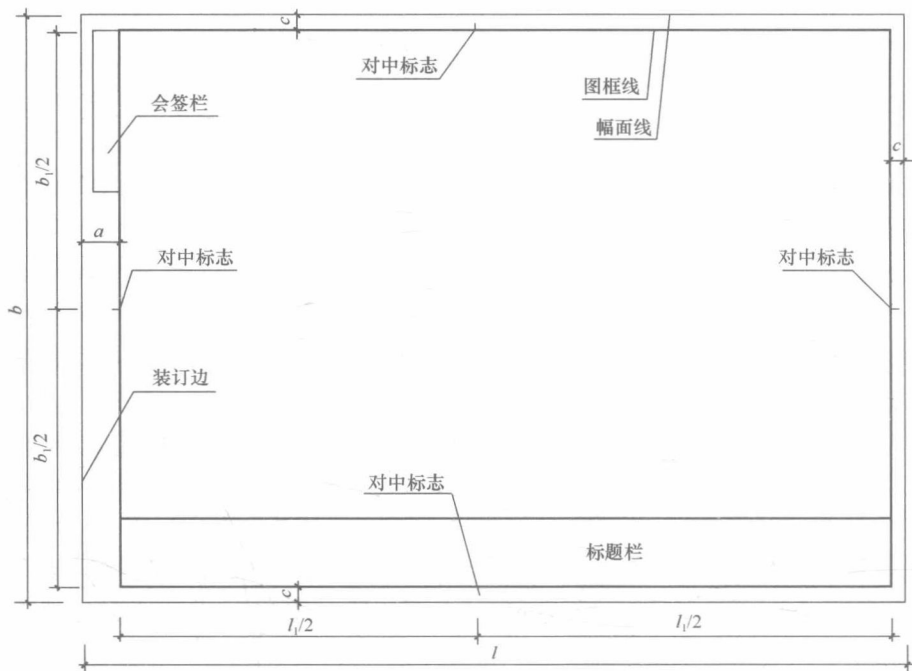 c
对中标志
图框线
会签栏
幅面线
c
b₁/2
a
对中标志
对中标志
b
装订边
b₁/2
对中标志
标题栏
c
l₁/2
l₁/2
l